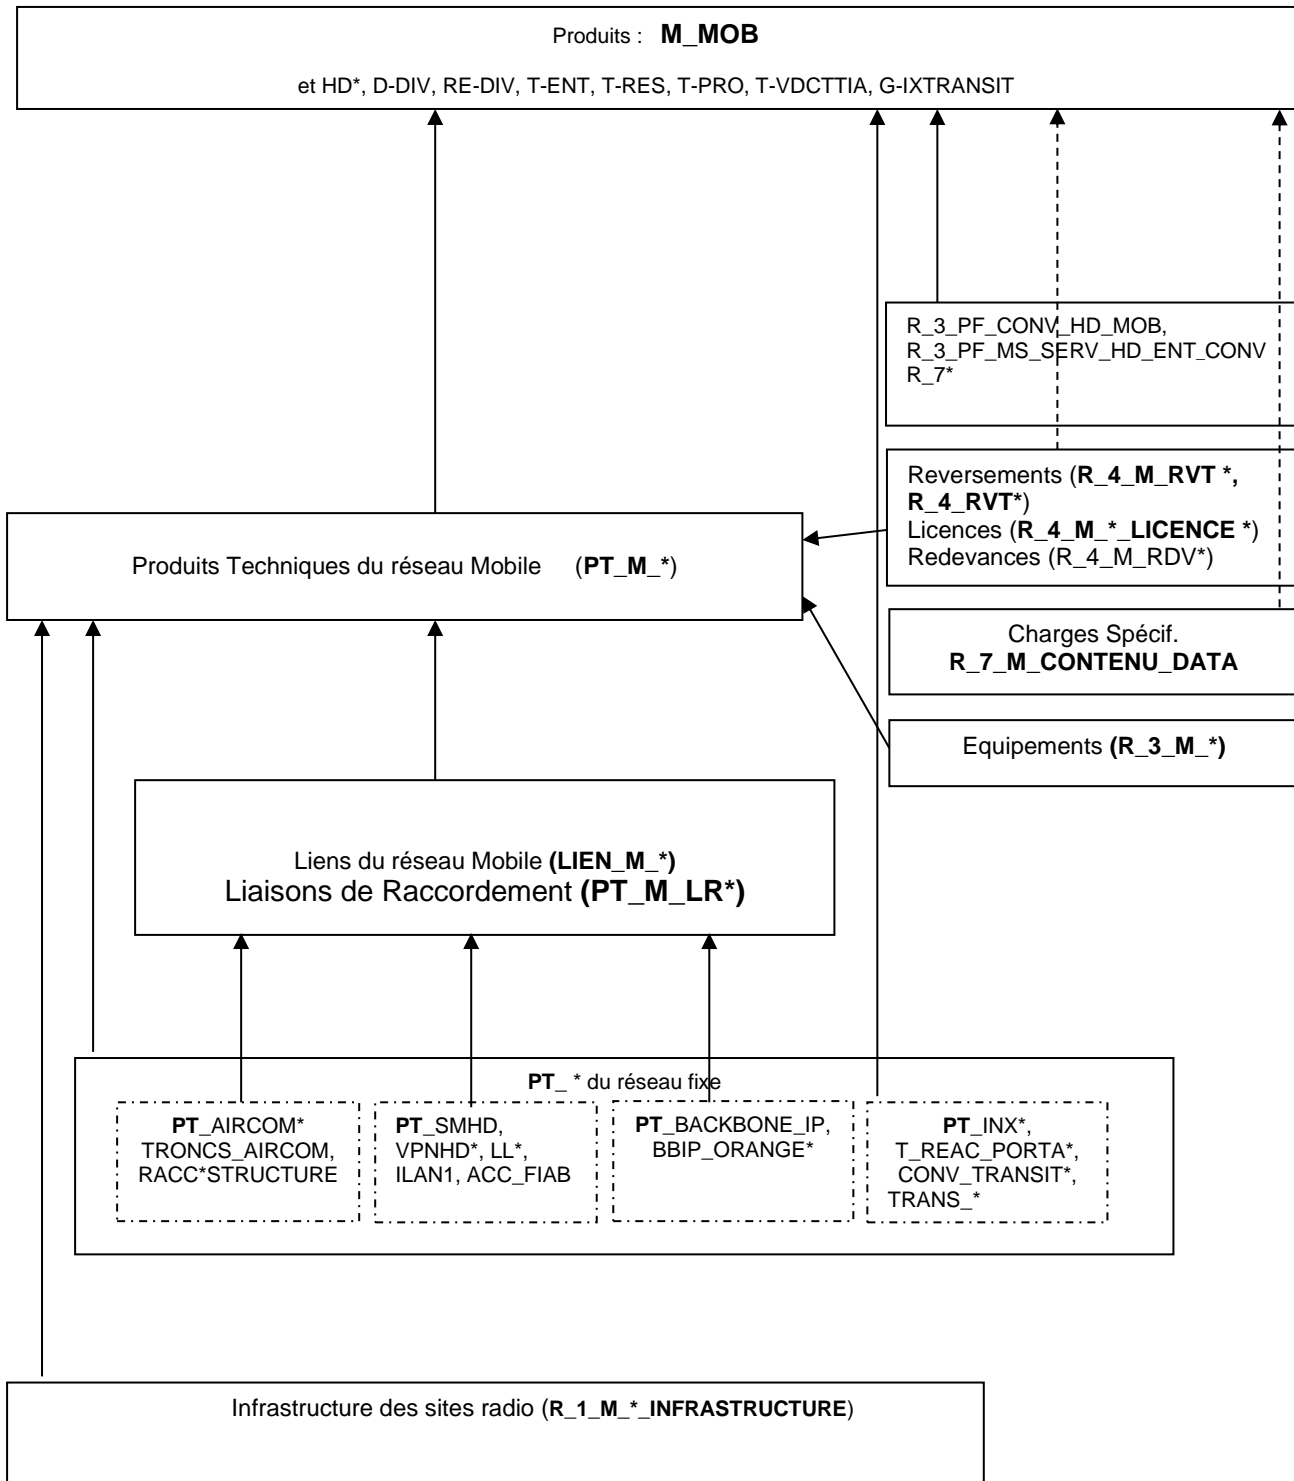 Produits : M_MOB
et HD*, D-DIV, RE-DIV, T-ENT, T-RES, T-PRO, T-VDCTTIA, G-IXTRANSIT
R_3_PF_CONV_HD_MOB,
R_3_PF_MS_SERV_HD_ENT_CONV
R_7*
Reversements (R_4_M_RVT *,
R_4_RVT*)
Licences (R_4_M_*_LICENCE *)
Redevances (R_4_M_RDV*)
Produits Techniques du réseau Mobile (PT_M_*)
Charges Spécif.
R_7_M_CONTENU_DATA
Equipements (R_3_M_*)
Liens du réseau Mobile (LIEN_M_*)
Liaisons de Raccordement (PT_M_LR*)
PT_ * du réseau fixe
PT_AIRCOM*
TRONCS_AIRCOM,
RACC*STRUCTURE
PT_SMHD,
VPNHD*, LL*,
ILAN1, ACC_FIAB
PT_BACKBONE_IP,
BBIP_ORANGE*
PT_INX*,
T_REAC_PORTA*,
CONV_TRANSIT*,
TRANS_*
Infrastructure des sites radio (R_1_M_*_INFRASTRUCTURE)